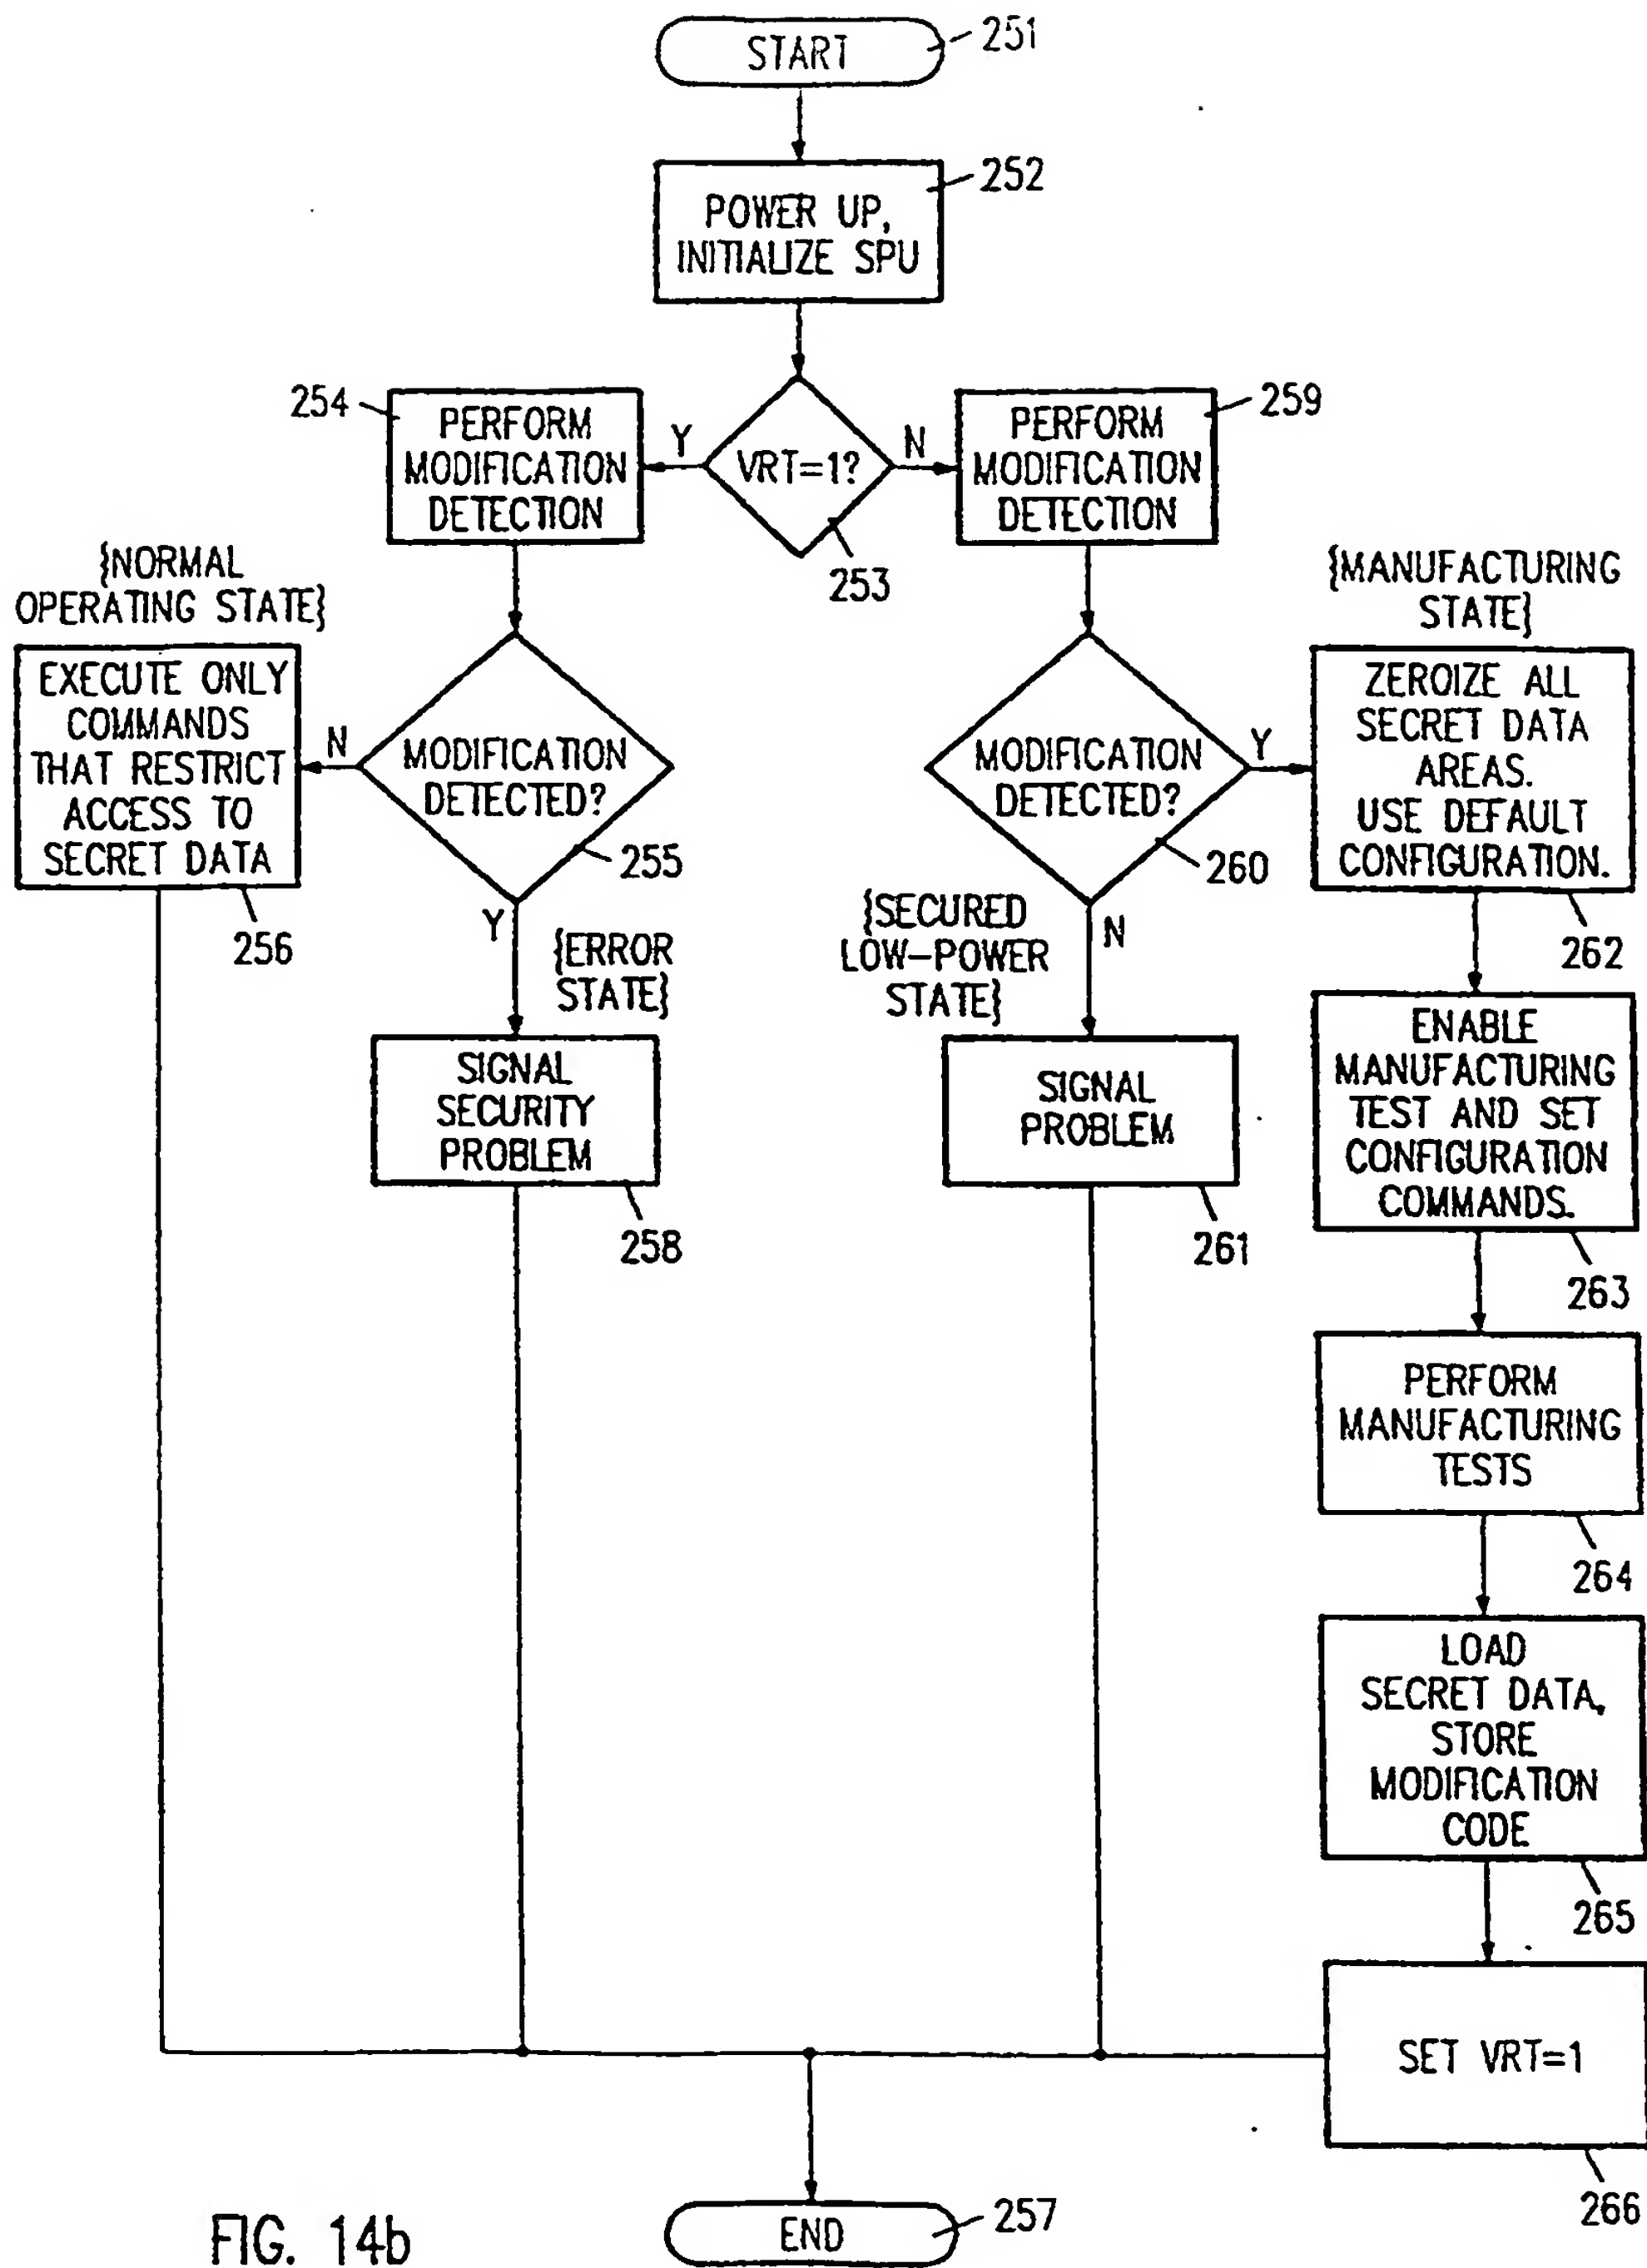 START
251
252
POWER UP,
INITIALIZE SPU
254
PERFORM
MODIFICATION
DETECTION
Y
VRT=1?
N
253
259
PERFORM
MODIFICATION
DETECTION
{NORMAL
OPERATING STATE}
EXECUTE ONLY
COMMANDS
THAT RESTRICT
ACCESS TO
SECRET DATA
256
N
MODIFICATION
DETECTED?
255
Y
{ERROR
STATE}
SIGNAL
SECURITY
PROBLEM
258
MODIFICATION
DETECTED?
260
Y
N
{SECURED
LOW-POWER
STATE}
SIGNAL
PROBLEM
261
{MANUFACTURING
STATE}
ZEROIZE ALL
SECRET DATA
AREAS.
USE DEFAULT
CONFIGURATION.
262
ENABLE
MANUFACTURING
TEST AND SET
CONFIGURATION
COMMANDS.
263
PERFORM
MANUFACTURING
TESTS
264
LOAD
SECRET DATA,
STORE
MODIFICATION
CODE
265
SET VRT=1
266
END
257
FIG. 14b